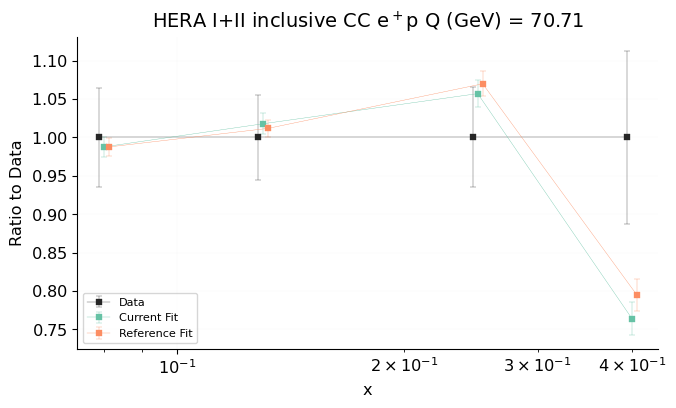 HERA I+II inclusive CC e⁺p Q (GeV) = 70.71
Ratio to Data
1.10
1.05
1.00
0.95
0.90
0.85
0.80
0.75
Data
Current Fit
Reference Fit
10⁻¹
2 × 10⁻¹
3 × 10⁻¹
4 × 10⁻¹
x